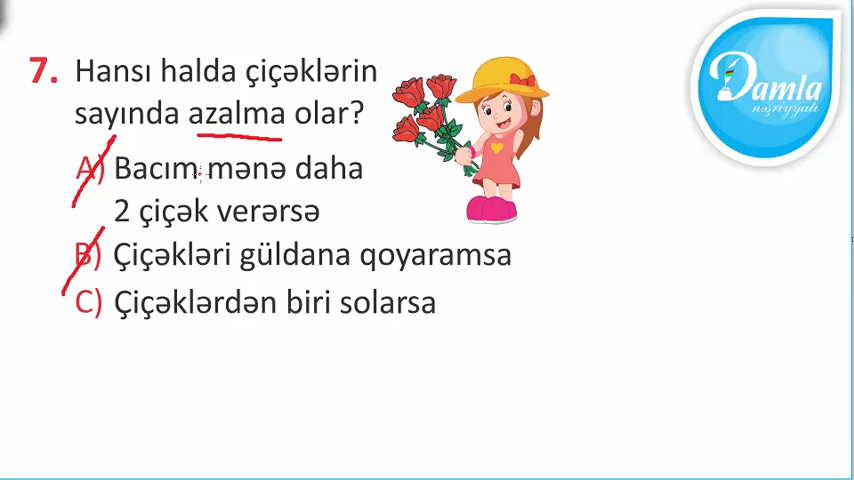 7. Hansı halda çiçəklərin
sayında azalma olar?
A) Bacım mənə daha
2 çiçək verərsə
B) Çiçəkləri güldana qoyaramsa
C) Çiçəklərdən biri solarsa
Damla
nəşriyyatı